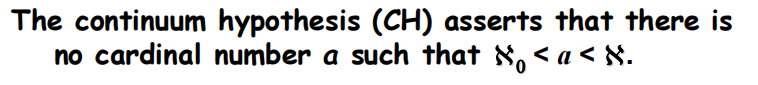 The continuum hypothesis (CH) asserts that there is
no cardinal number a such that ℵ₀ < a < ℵ.